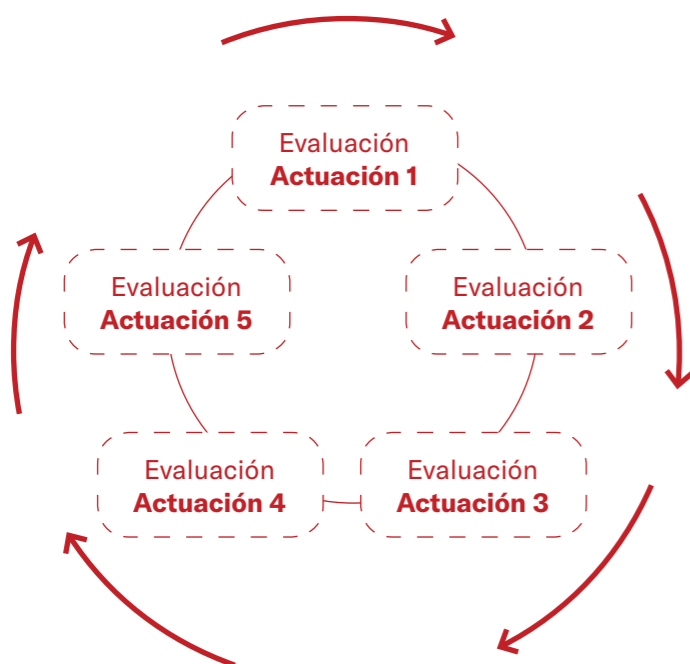 Evaluación
Actuación 1
Evaluación
Actuación 2
Evaluación
Actuación 3
Evaluación
Actuación 4
Evaluación
Actuación 5